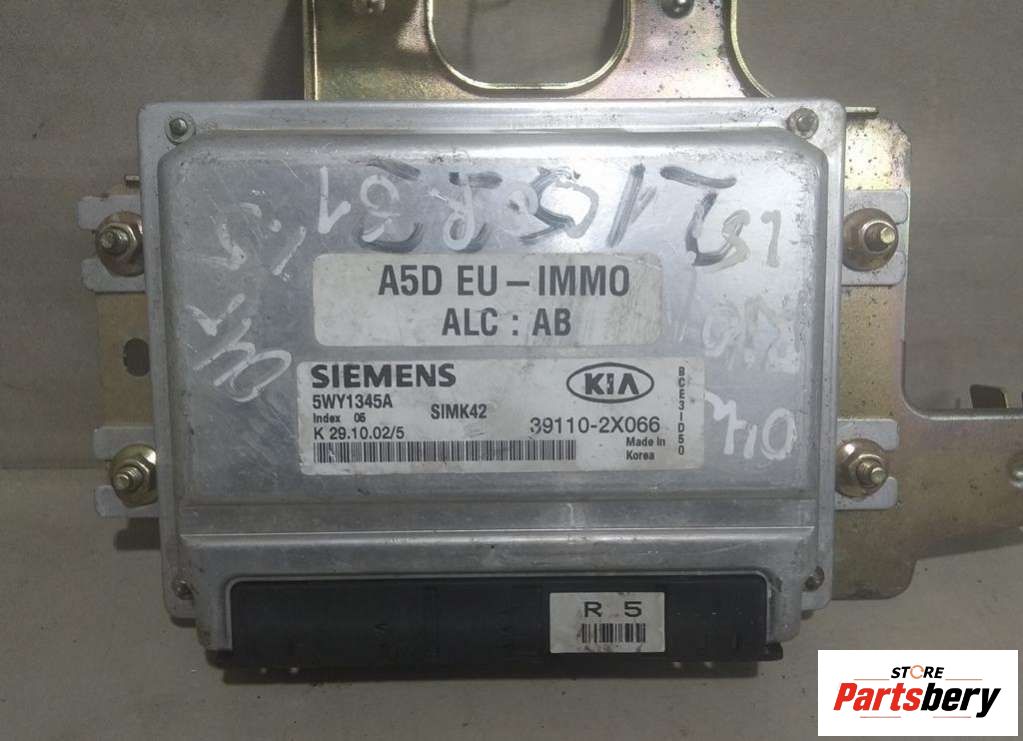 A5D EU – IMMO
ALC : AB
SIEMENS
5WY1345A
Index 06
SIMK42
K 29.10.02/5
KIA
39110-2X066
Made in
Korea
BCE3ID50
R 5
STORE
Partsbery